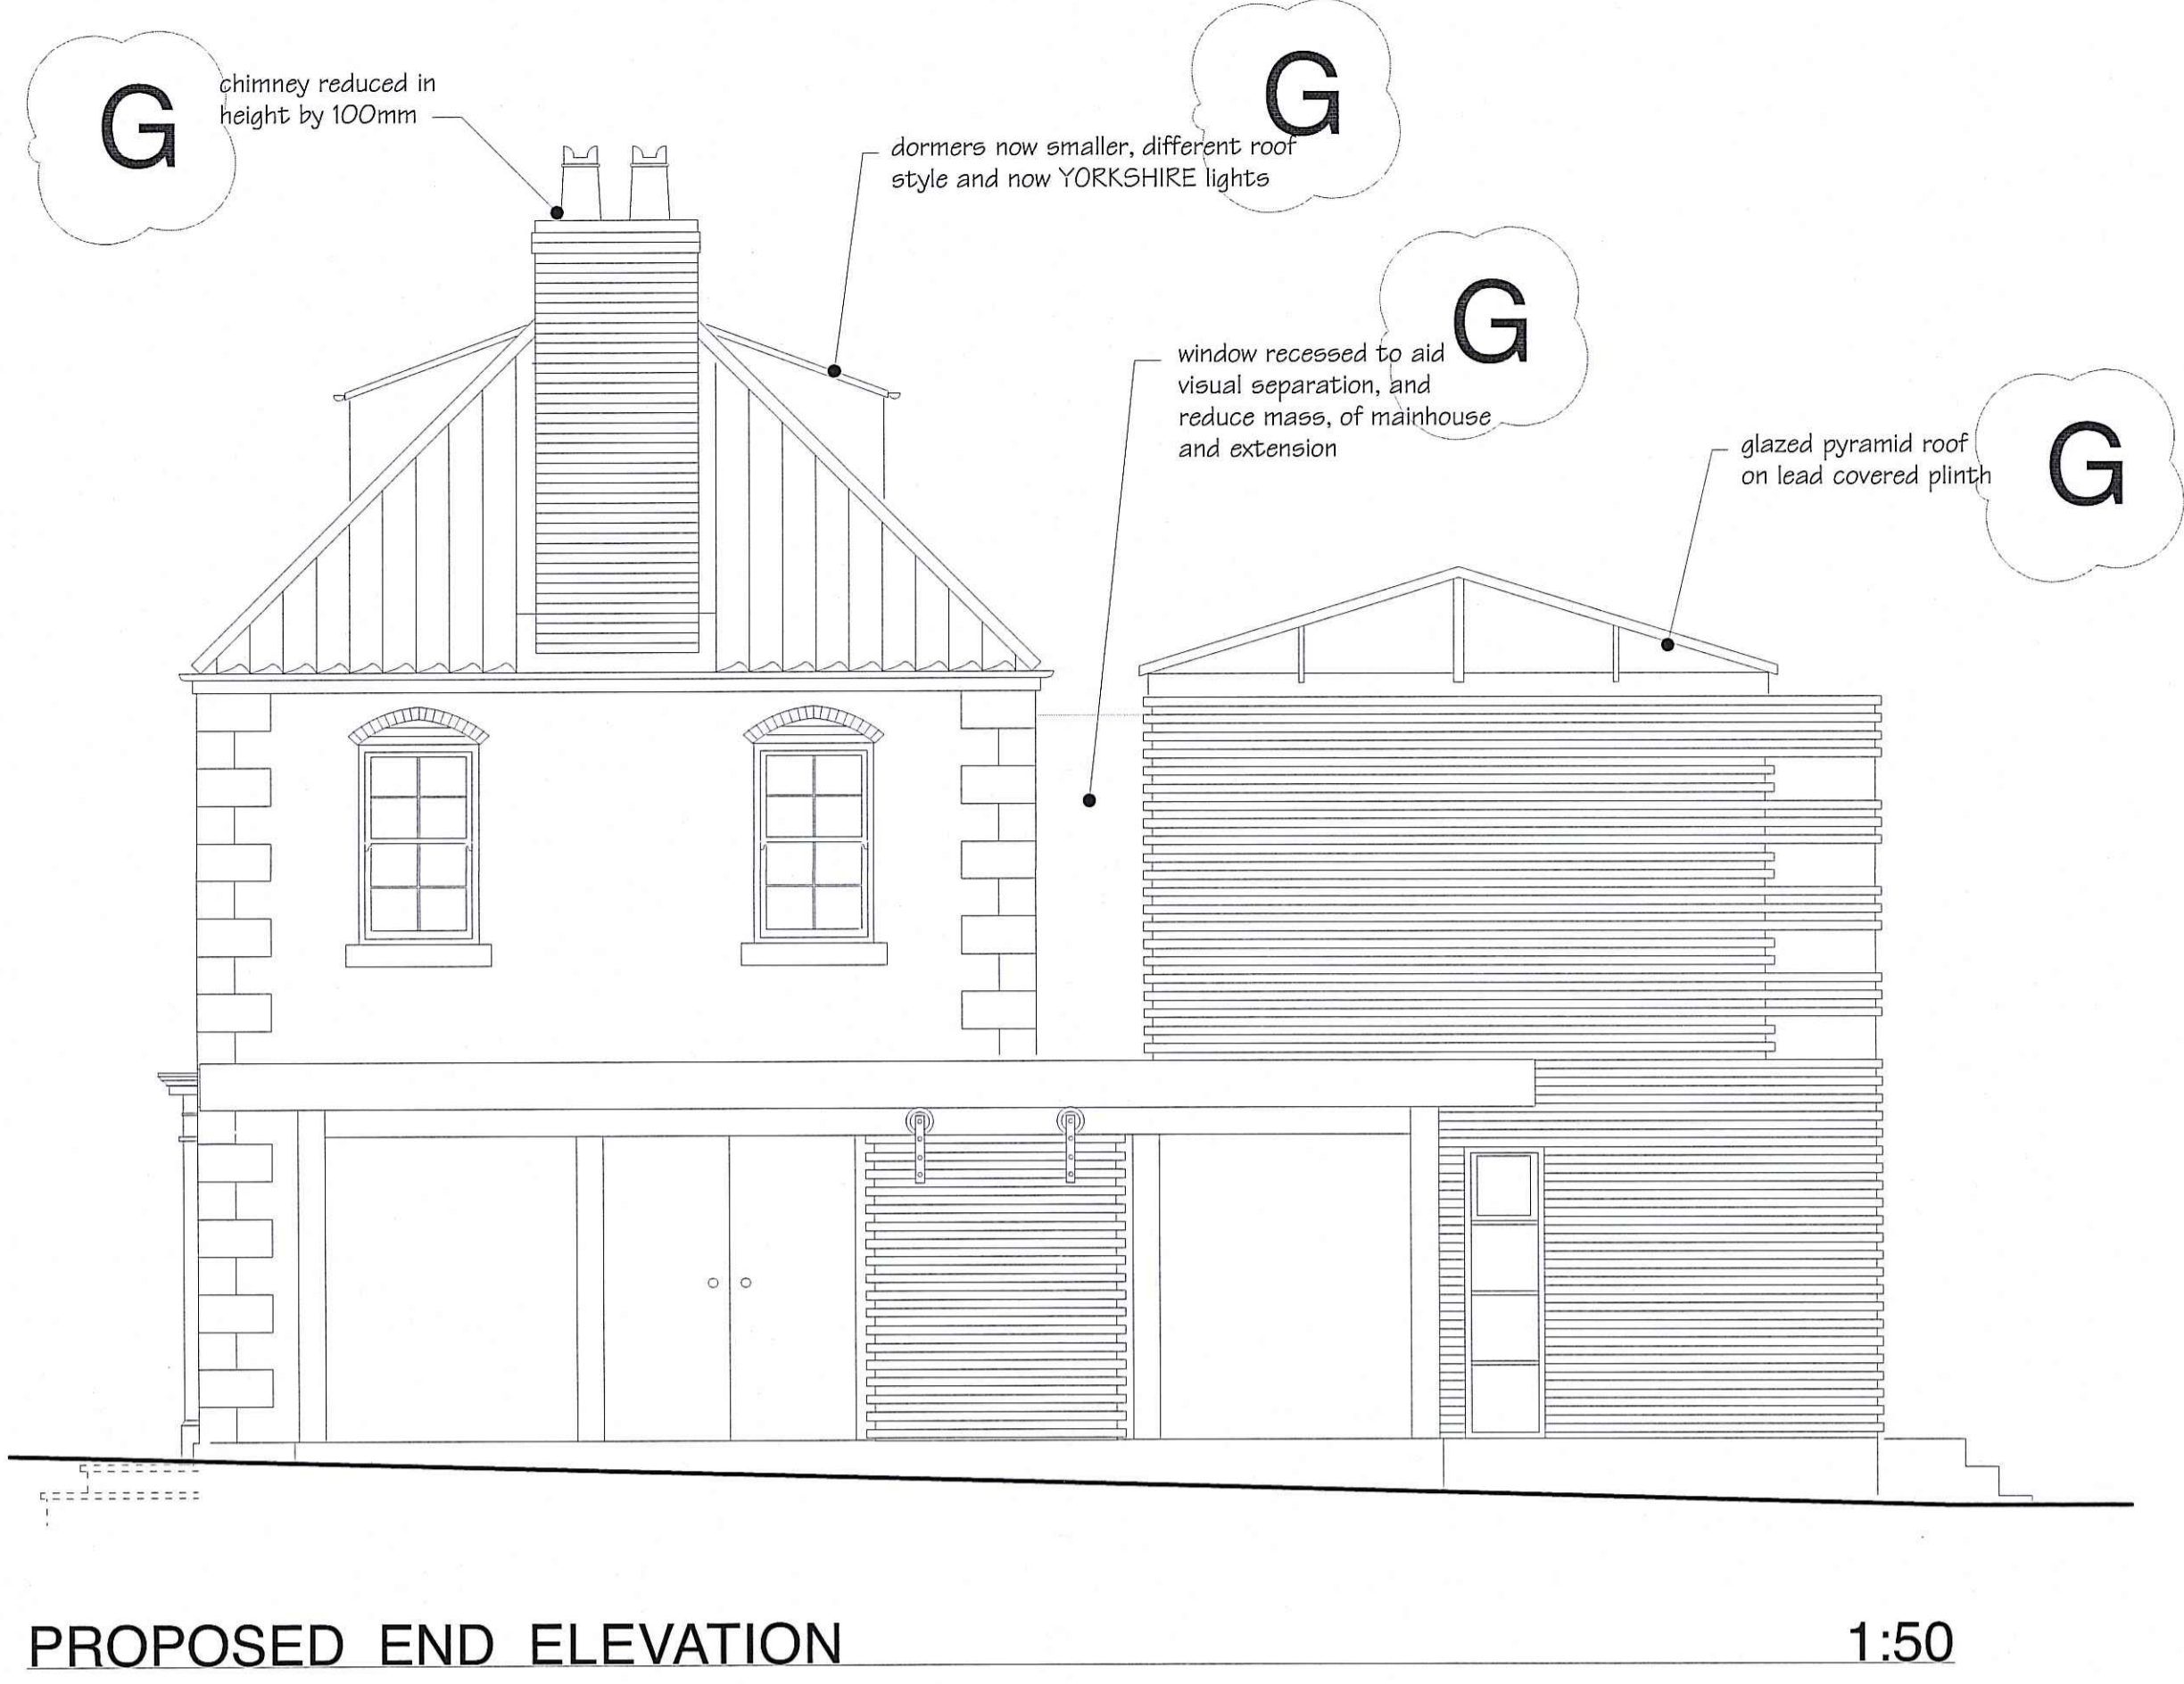 G
chimney reduced in
height by 100mm
G
dormers now smaller, different roof
style and now YORKSHIRE lights
G
window recessed to aid
visual separation, and
reduce mass, of mainhouse
and extension
G
glazed pyramid roof
on lead covered plinth
PROPOSED END ELEVATION
1:50